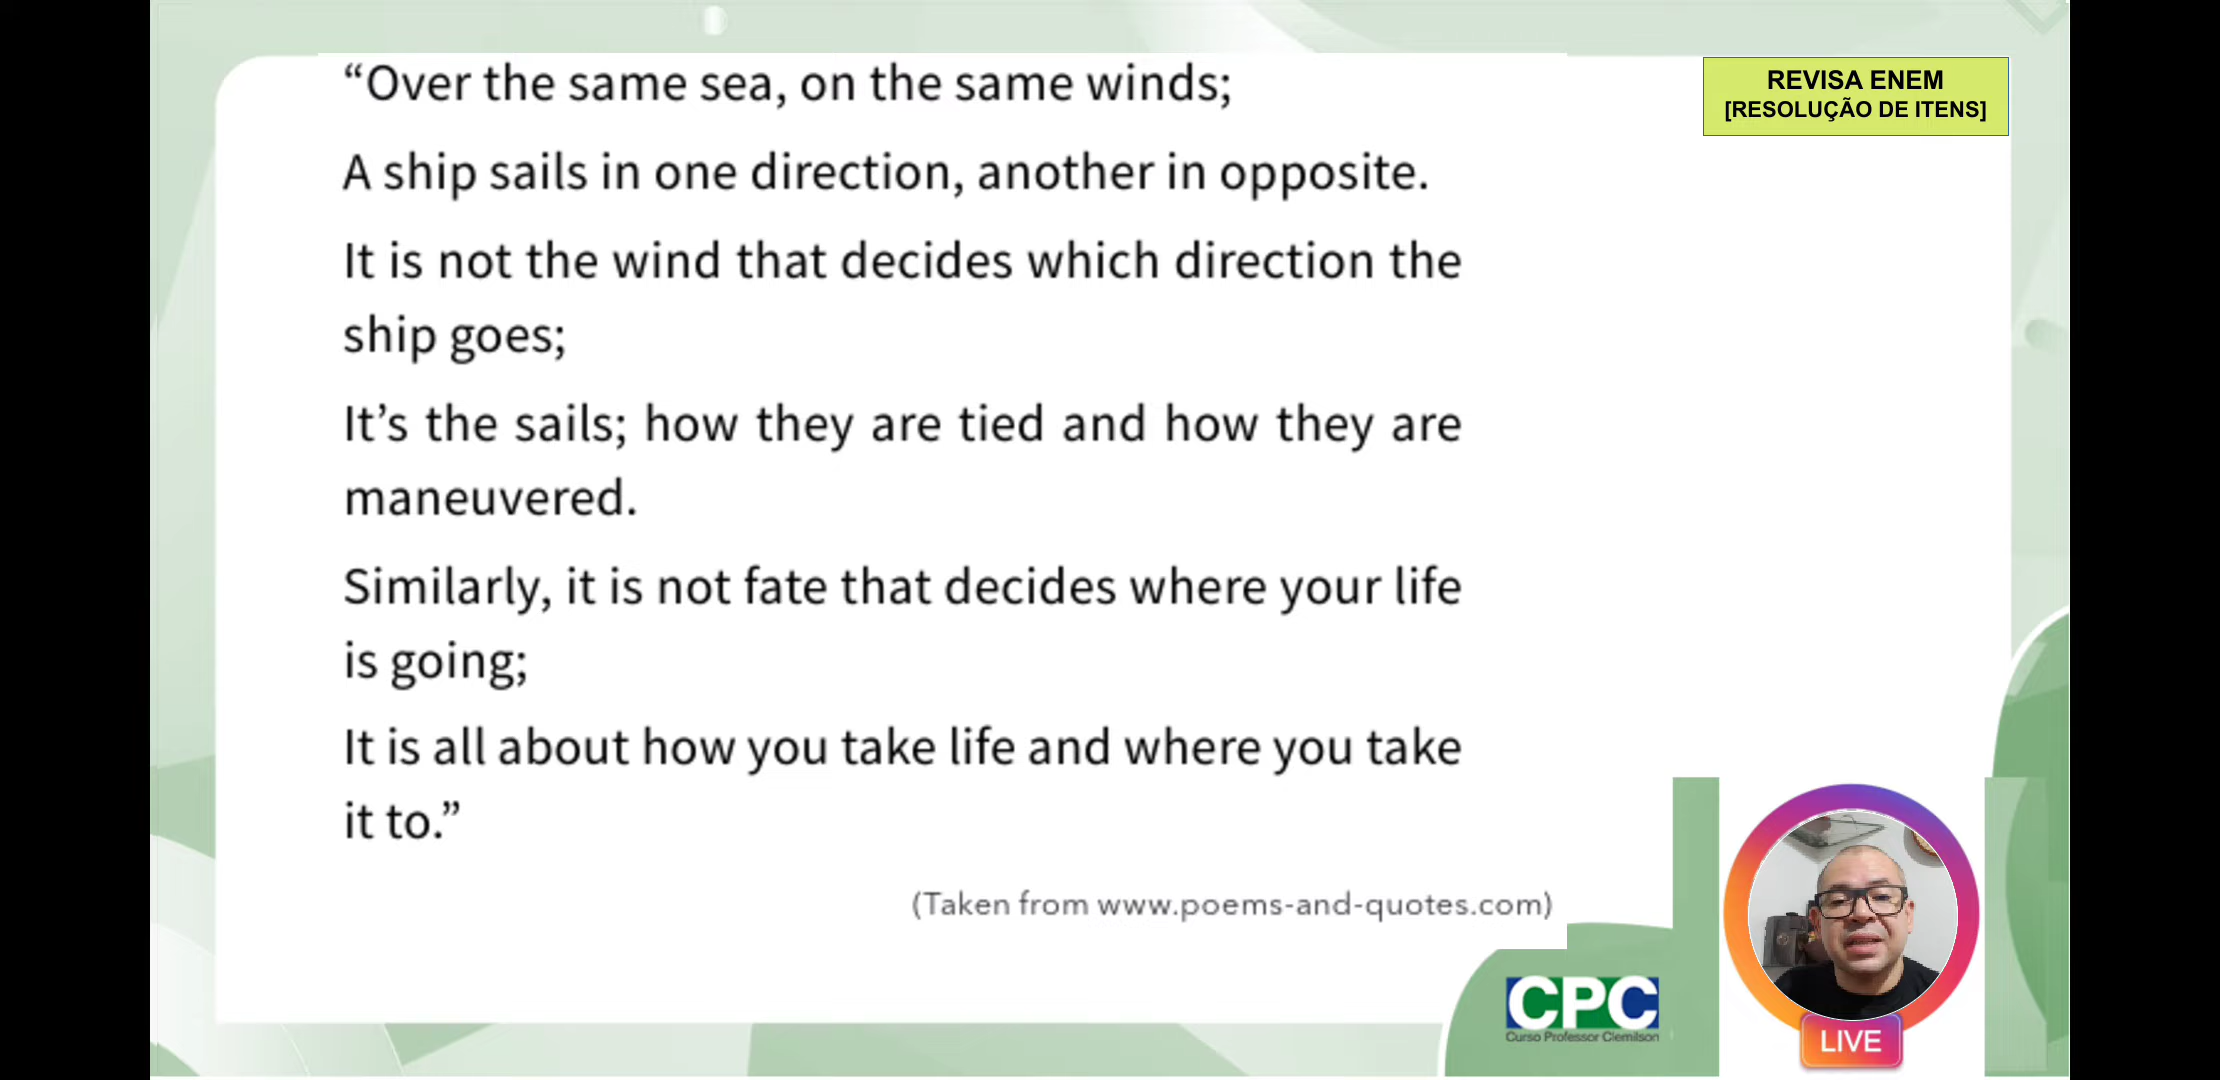 “Over the same sea, on the same winds;
A ship sails in one direction, another in opposite.
It is not the wind that decides which direction the
ship goes;
It’s the sails; how they are tied and how they are
maneuvered.
Similarly, it is not fate that decides where your life
is going;
It is all about how you take life and where you take
it to.”
(Taken from www.poems-and-quotes.com)
REVISA ENEM
[RESOLUÇÃO DE ITENS]
CPC
Curso Professor Clemilson
LIVE